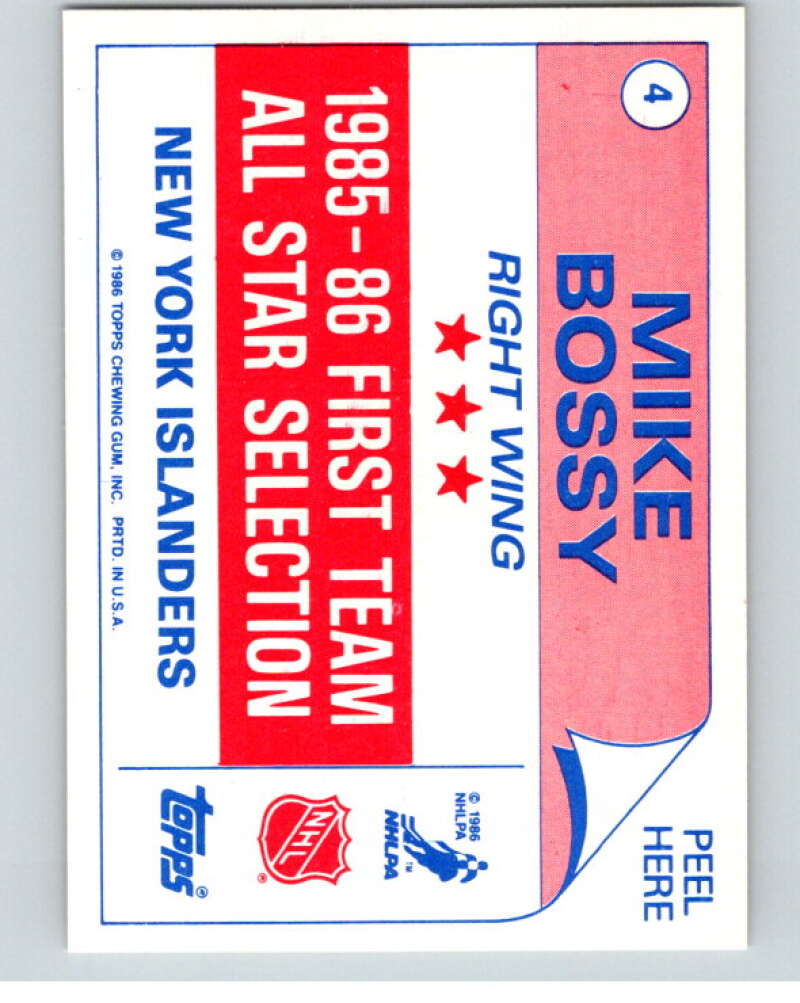 4
MIKE
BOSSY
PEEL
HERE
RIGHT WING
1985-86 FIRST TEAM
ALL STAR SELECTION
NEW YORK ISLANDERS
© 1986 TOPPS CHEWING GUM, INC. PRTD. IN U.S.A.
© 1986
NHLPA
NHLPA™
NHL®
topps®